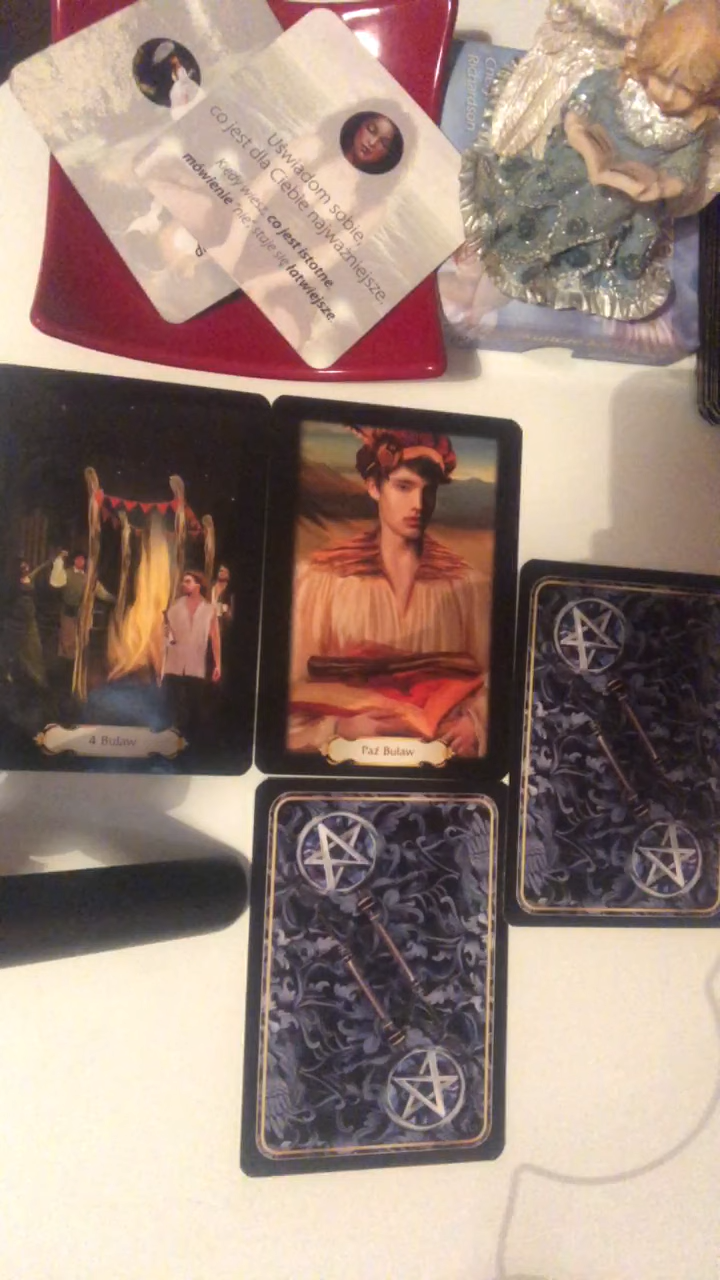 Uświadom sobie,
co jest dla Ciebie najważniejsze.
Kiedy wiesz, co jest istotne
mówienie "nie" staje się łatwiejsze
Richardson
4 Buław
Paź Buław